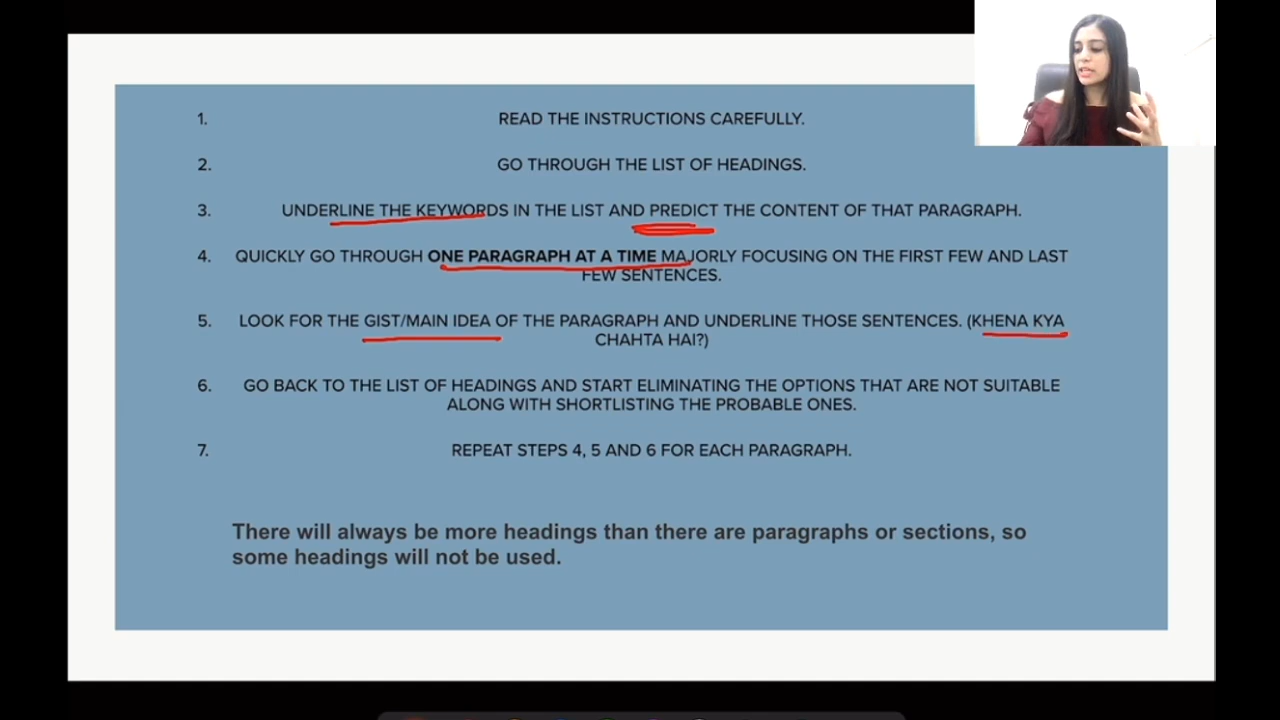 1. READ THE INSTRUCTIONS CAREFULLY.
2. GO THROUGH THE LIST OF HEADINGS.
3. UNDERLINE THE KEYWORDS IN THE LIST AND PREDICT THE CONTENT OF THAT PARAGRAPH.
4. QUICKLY GO THROUGH ONE PARAGRAPH AT A TIME MAJORLY FOCUSING ON THE FIRST FEW AND LAST
FEW SENTENCES.
5. LOOK FOR THE GIST/MAIN IDEA OF THE PARAGRAPH AND UNDERLINE THOSE SENTENCES. (KHENA KYA
CHAHTA HAI?)
6. GO BACK TO THE LIST OF HEADINGS AND START ELIMINATING THE OPTIONS THAT ARE NOT SUITABLE
ALONG WITH SHORTLISTING THE PROBABLE ONES.
7. REPEAT STEPS 4, 5 AND 6 FOR EACH PARAGRAPH.
There will always be more headings than there are paragraphs or sections, so
some headings will not be used.